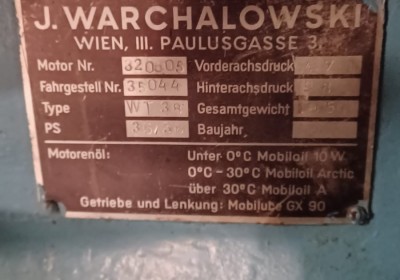 J. WARCHALOWSKI
WIEN, III. PAULUSGASSE 3
Motor Nr. Vorderachsdruck
Fahrgestell Nr. 35044 Hinterachsdruck
Type Gesamtgewicht
PS Baujahr
Motorenöl: Unter 0°C Mobiloil 10 W
0°C – 30°C Mobiloil Arctic
über 30°C Mobiloil A
Getriebe und Lenkung: Mobilube GX 90